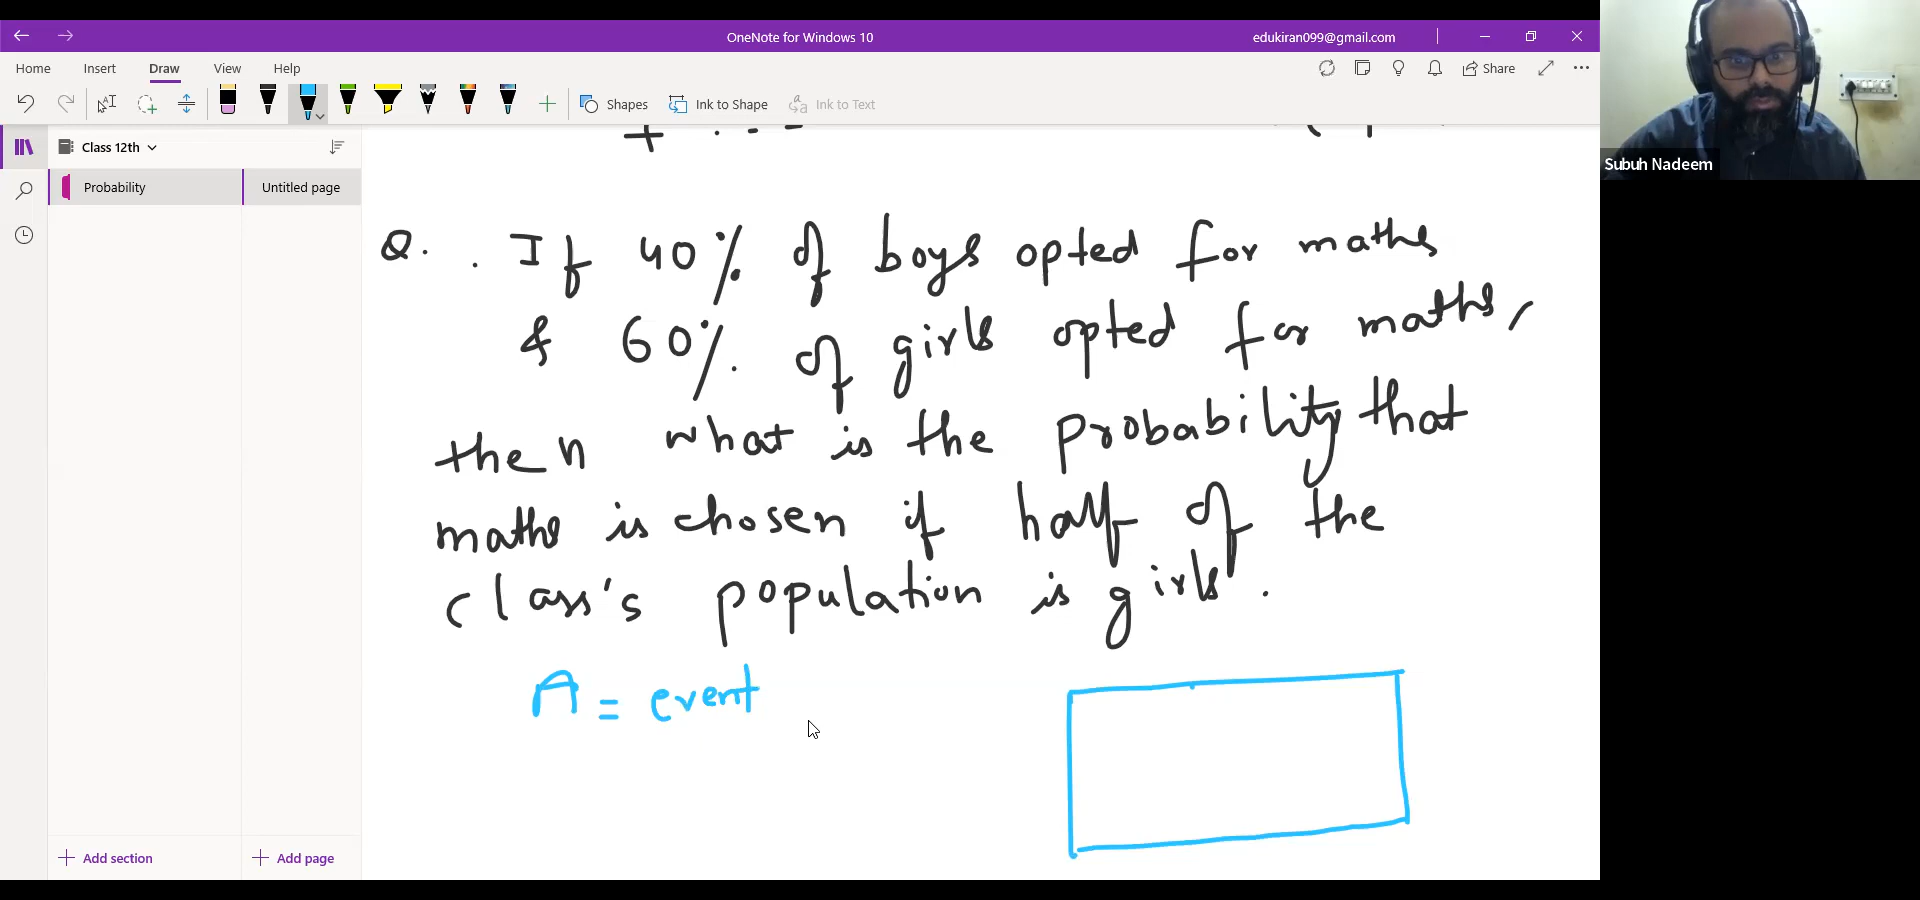 OneNote for Windows 10
edukiran099@gmail.com
Home Insert Draw View Help
Share
Shapes Ink to Shape Ink to Text
Class 12th
Probability
Untitled page
Subuh Nadeem
Q. . If 40% of boys opted for maths
& 60% of girls opted for maths,
then what is the probability that
maths is chosen if half of the
class's population is girls.
A = event
Add section
Add page